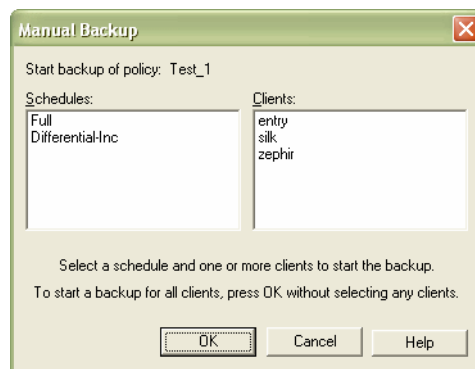 Manual Backup
Start backup of policy: Test_1
Schedules:
Full
Differential-Inc
Clients:
entry
silk
zephir
Select a schedule and one or more clients to start the backup.
To start a backup for all clients, press OK without selecting any clients.
OK
Cancel
Help